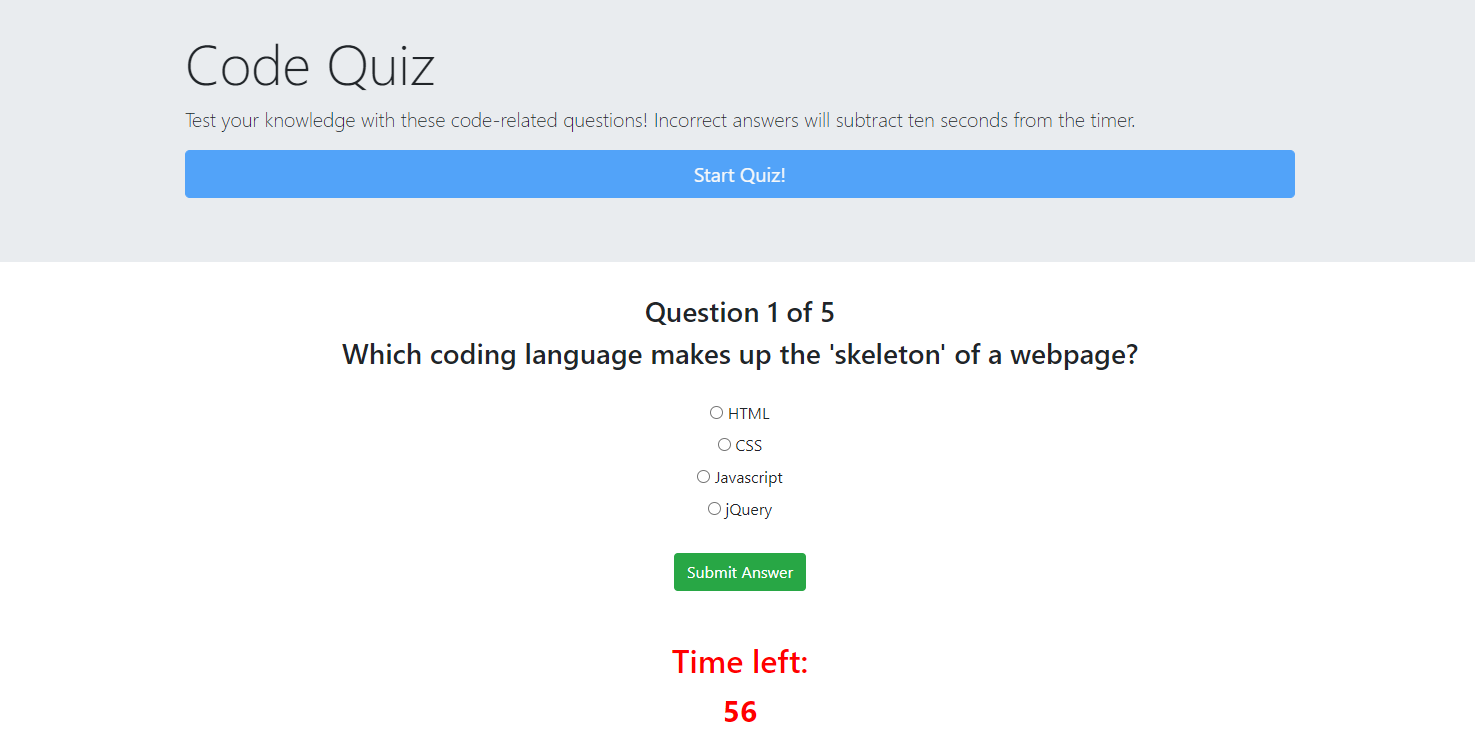 Code Quiz
Test your knowledge with these code-related questions! Incorrect answers will subtract ten seconds from the timer.
Start Quiz!
Question 1 of 5
Which coding language makes up the 'skeleton' of a webpage?
HTML
CSS
Javascript
jQuery
Submit Answer
Time left:
56